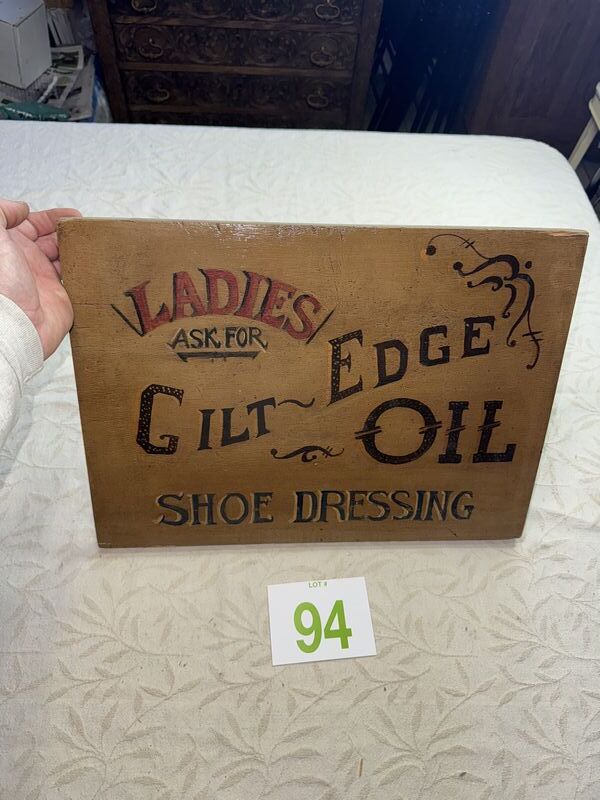 LADIES
ASK FOR
GILT~EDGE
OIL
SHOE DRESSING
LOT #
94